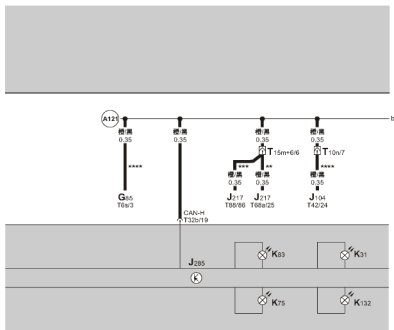 A121
b
橙/黑
0.35
橙/黑
0.35
橙/黑
0.35
橙/黑
0.35
T15m+6/6
T10n/7
****
***
**
****
橙/黑
0.35
橙/黑
0.35
橙/黑
0.35
G85
T6s/3
J217
T88/86
J217
T68a/25
J104
T42/24
CAN-H
T32b/19
J285
K83
K31
k
K75
K132